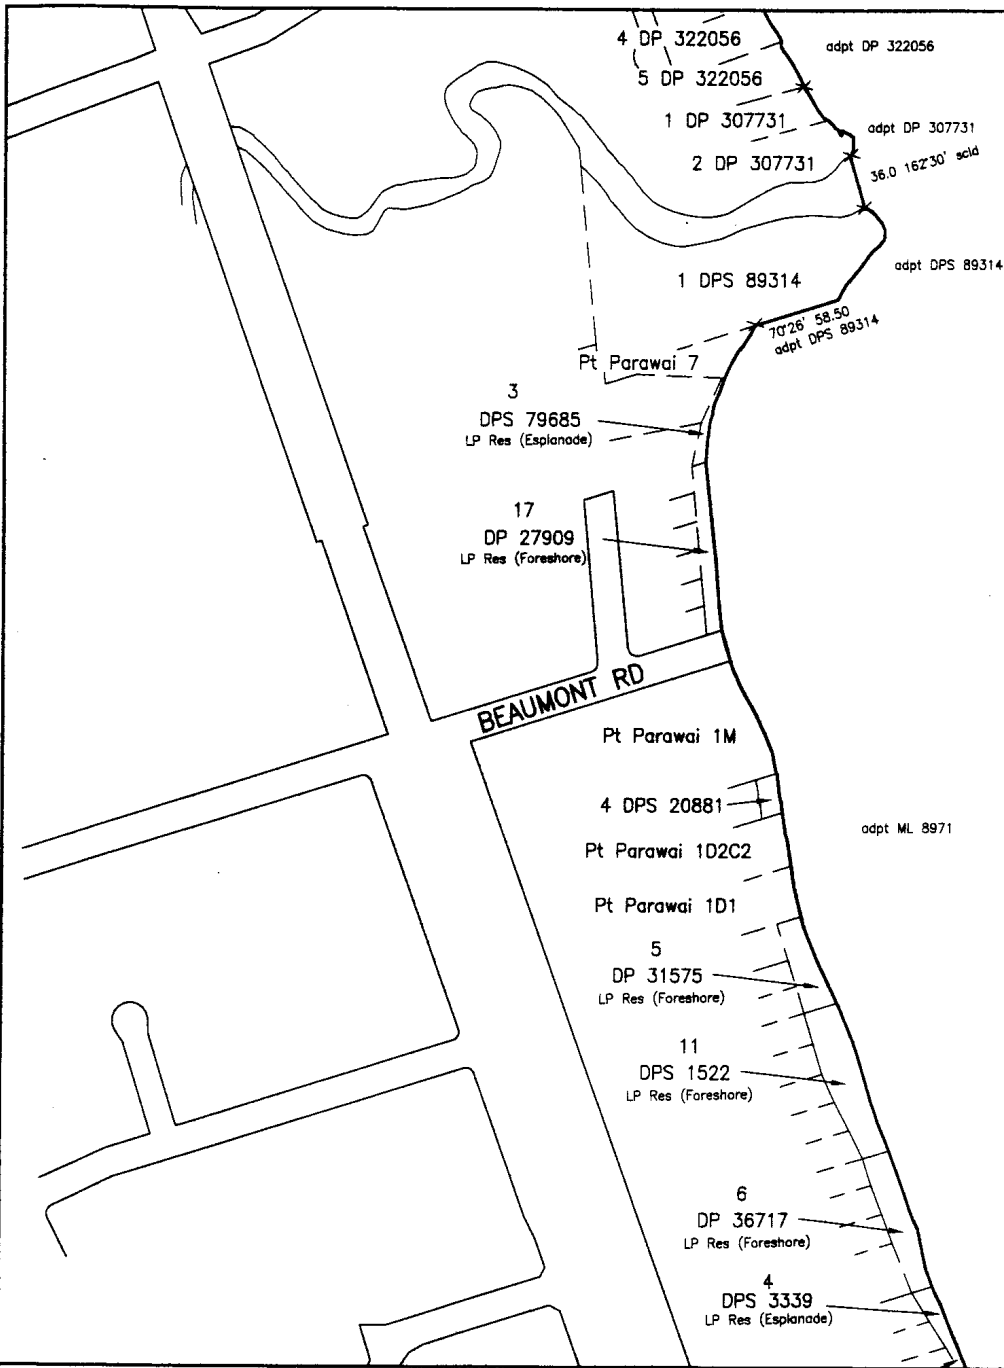 4 DP 322056
adpt DP 322056
5 DP 322056
1 DP 307731
adpt DP 307731
2 DP 307731
36.0 162°30' scld
adpt DPS 89314
1 DPS 89314
70°26' 58.50
adpt DPS 89314
Pt Parawai 7
3
DPS 79685
LP Res (Esplanade)
17
DP 27909
LP Res (Foreshore)
BEAUMONT RD
Pt Parawai 1M
4 DPS 20881
adpt ML 8971
Pt Parawai 1D2C2
Pt Parawai 1D1
5
DP 31575
LP Res (Foreshore)
11
DPS 1522
LP Res (Foreshore)
6
DP 36717
LP Res (Foreshore)
4
DPS 3339
LP Res (Esplanade)